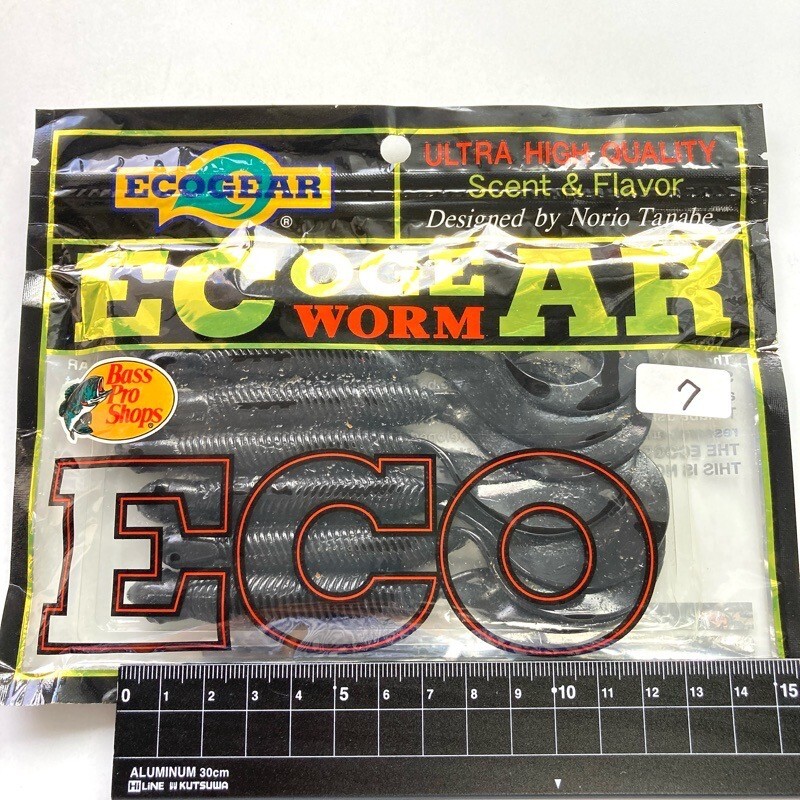 ECOGEAR
®
ULTRA HIGH QUALITY
Scent & Flavor
Designed by Norio Tanabe
ECOGEAR
WORM
Bass
Pro
Shops
7
ECO
THIS IS
0 1 2 3 4 5 6 7 8 9 10 11 12 13 14 15
ALUMINUM 30cm
Hi LiNE KUTSUWA